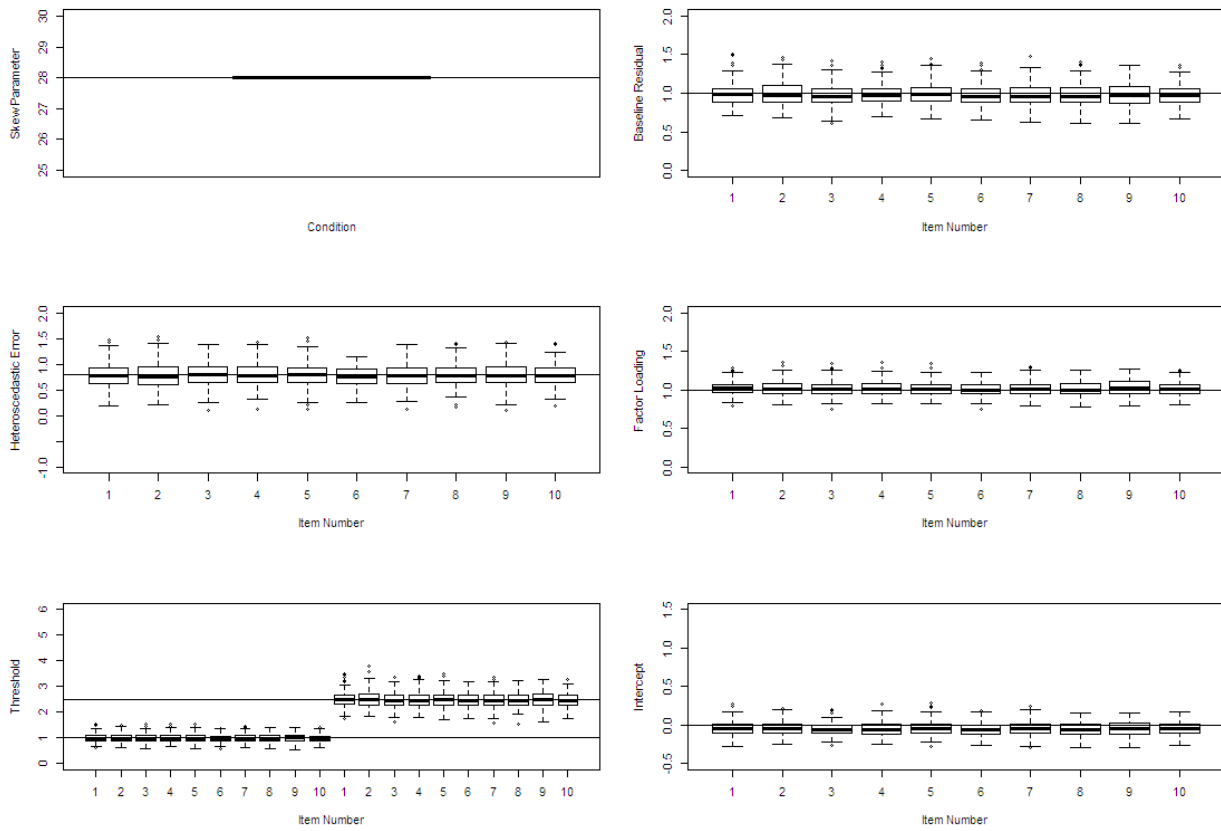 Skew Parameter
30
29
28
27
26
25
Condition
Baseline Residual
2.0
1.5
1.0
0.5
0.0
1 2 3 4 5 6 7 8 9 10
Item Number
Heteroscedastic Error
2.0
1.5
1.0
0.5
0.0
-1.0
1 2 3 4 5 6 7 8 9 10
Item Number
Factor Loading
2.0
1.5
1.0
0.5
0.0
1 2 3 4 5 6 7 8 9 10
Item Number
Threshold
6
5
4
3
2
1
0
1 2 3 4 5 6 7 8 9 10 1 2 3 4 5 6 7 8 9 10
Item Number
Intercept
1.5
1.0
0.5
0.0
-0.5
1 2 3 4 5 6 7 8 9 10
Item Number